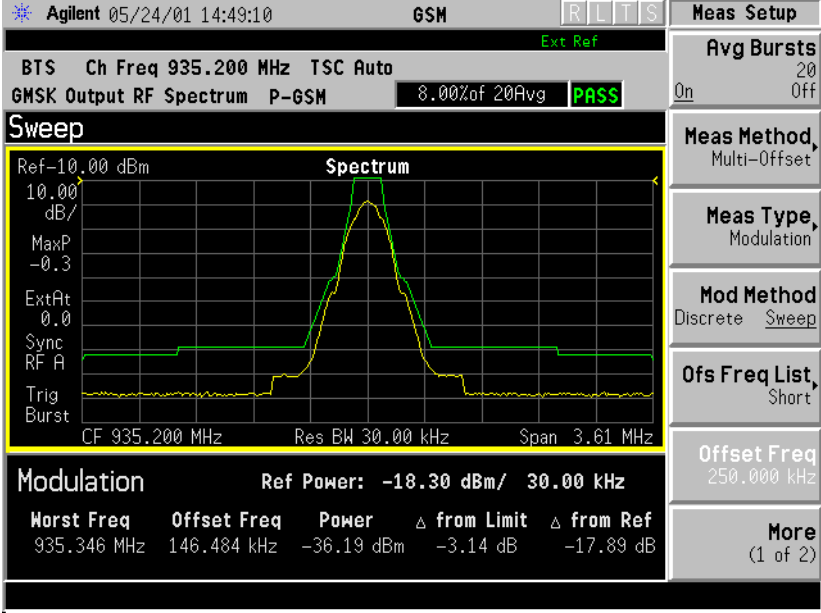 Agilent 05/24/01 14:49:10 GSM R L T S Meas Setup
Ext Ref
BTS Ch Freq 935.200 MHz TSC Auto
GMSK Output RF Spectrum P-GSM 8.00%of 20Avg PASS
Sweep
Ref-10.00 dBm Spectrum
10.00
dB/
MaxP
-0.3
ExtAt
0.0
Sync
RF A
Trig
Burst
CF 935.200 MHz Res BW 30.00 kHz Span 3.61 MHz
Modulation Ref Power: -18.30 dBm/ 30.00 kHz
Worst Freq Offset Freq Power △ from Limit △ from Ref
935.346 MHz 146.484 kHz -36.19 dBm -3.14 dB -17.89 dB
Avg Bursts
20
On Off
Meas Method
Multi-Offset
Meas Type
Modulation
Mod Method
Discrete Sweep
Ofs Freq List
Short
Offset Freq
250.000 kHz
More
(1 of 2)